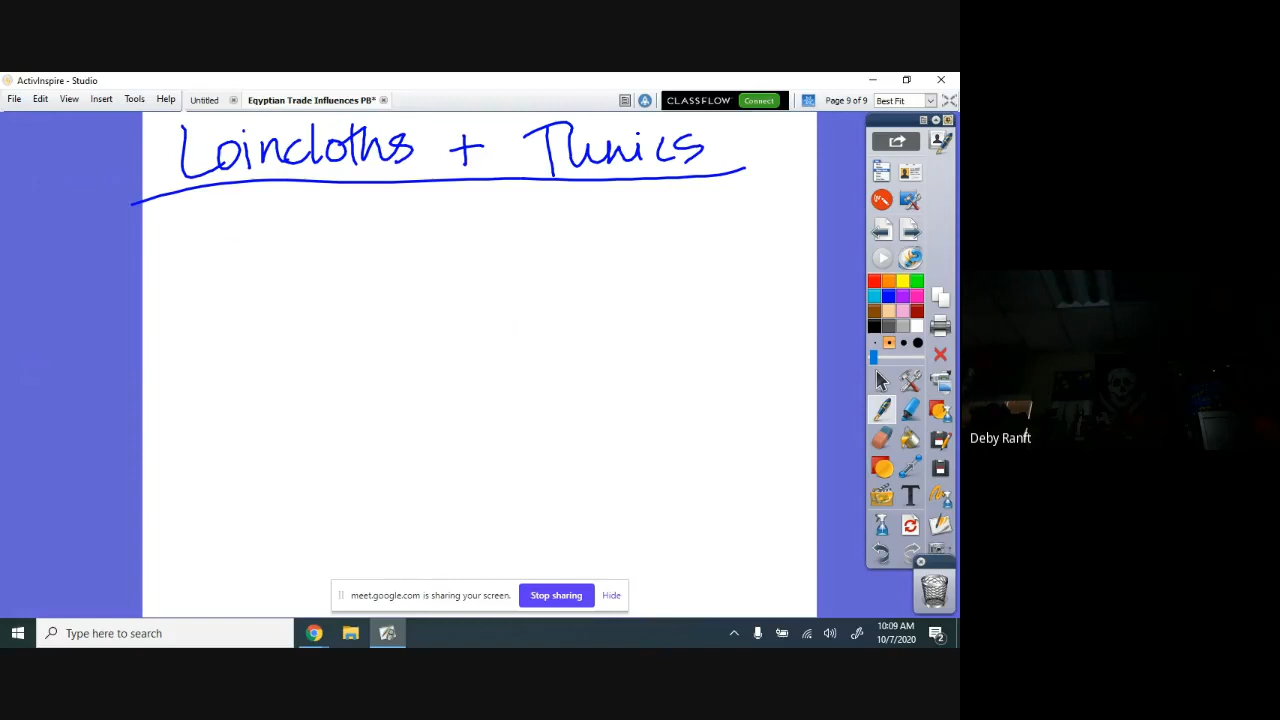 ActivInspire - Studio
File Edit View Insert Tools Help Untitled Egyptian Trade Influences PB* CLASSFLOW Connect Page 9 of 9 Best Fit
Loincloths + Tunics
T
Deby Ranft
meet.google.com is sharing your screen. Stop sharing Hide
Type here to search
10:09 AM
10/7/2020
2